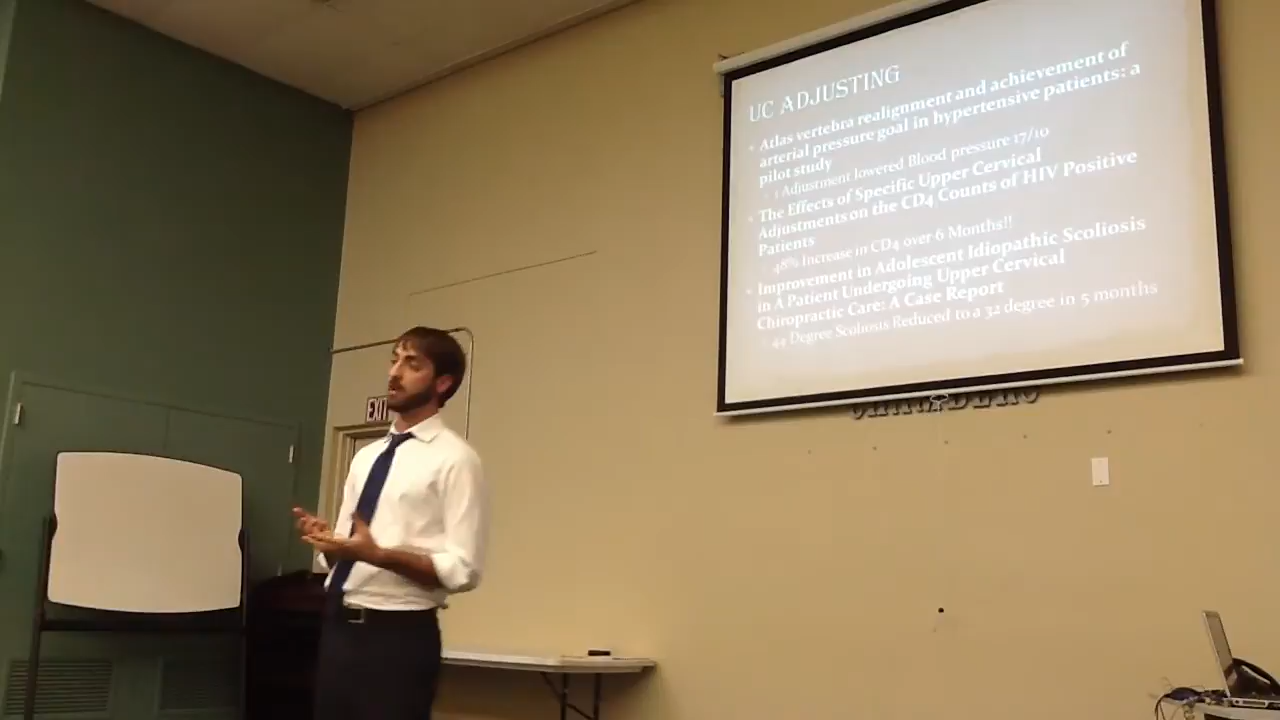 UC ADJUSTING
Atlas vertebra realignment and achievement of
arterial pressure goal in hypertensive patients: a
pilot study
1 Adjustment lowered Blood pressure 17/10
The Effects of Specific Upper Cervical
Adjustments on the CD4 Counts of HIV Positive
Patients
48% Increase in CD4 over 6 Months!!
Improvement in Adolescent Idiopathic Scoliosis
in A Patient Undergoing Upper Cervical
Chiropractic Care: A Case Report
44 Degree Scoliosis Reduced to a 32 degree in 5 months
EXIT